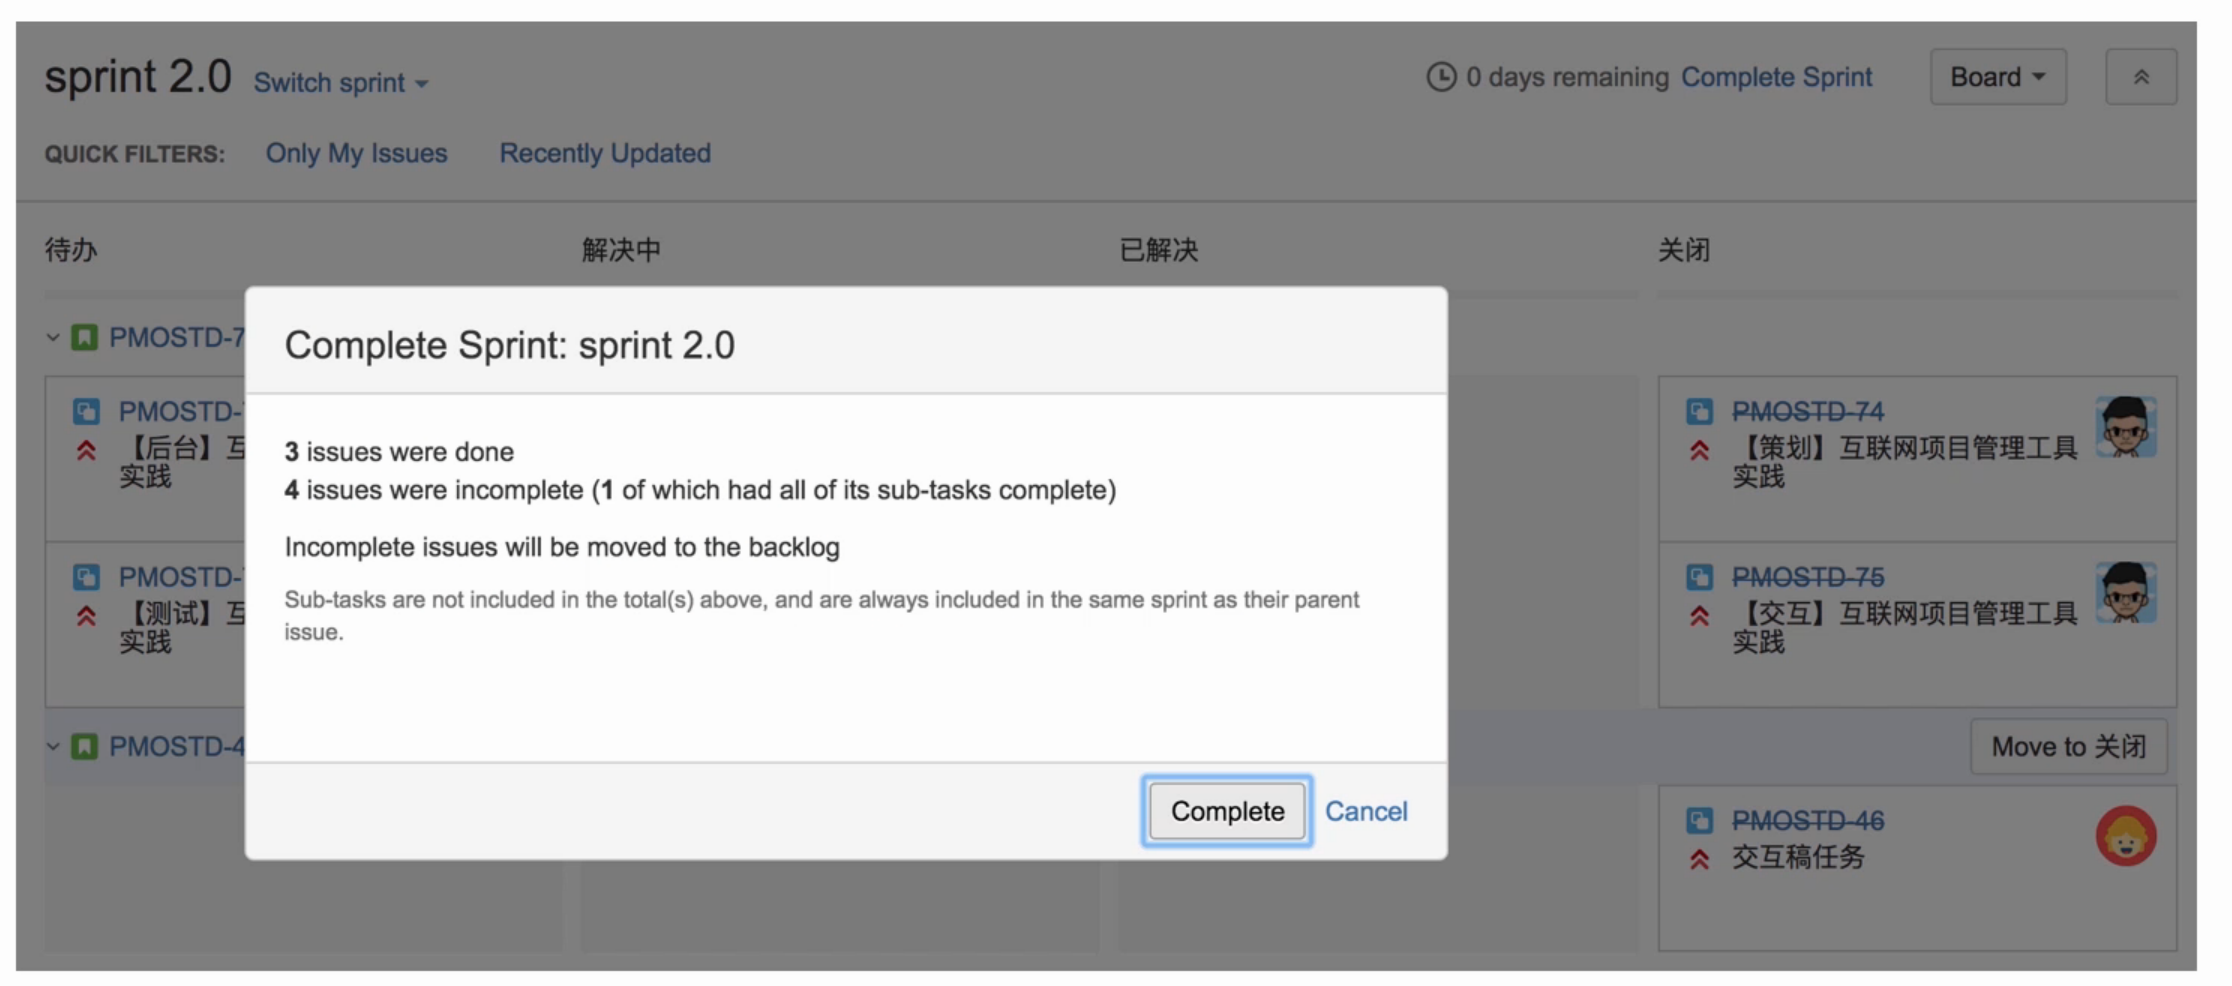 sprint 2.0 Switch sprint
0 days remaining Complete Sprint Board
QUICK FILTERS: Only My Issues Recently Updated
待办 解决中 已解决 关闭
PMOSTD-7
Complete Sprint: sprint 2.0
3 issues were done
4 issues were incomplete (1 of which had all of its sub-tasks complete)
Incomplete issues will be moved to the backlog
Sub-tasks are not included in the total(s) above, and are always included in the same sprint as their parent
issue.
Complete Cancel
PMOSTD-
【后台】互
实践
PMOSTD-
【测试】互
实践
PMOSTD-4
PMOSTD-74
【策划】互联网项目管理工具
实践
PMOSTD-75
【交互】互联网项目管理工具
实践
Move to 关闭
PMOSTD-46
交互稿任务